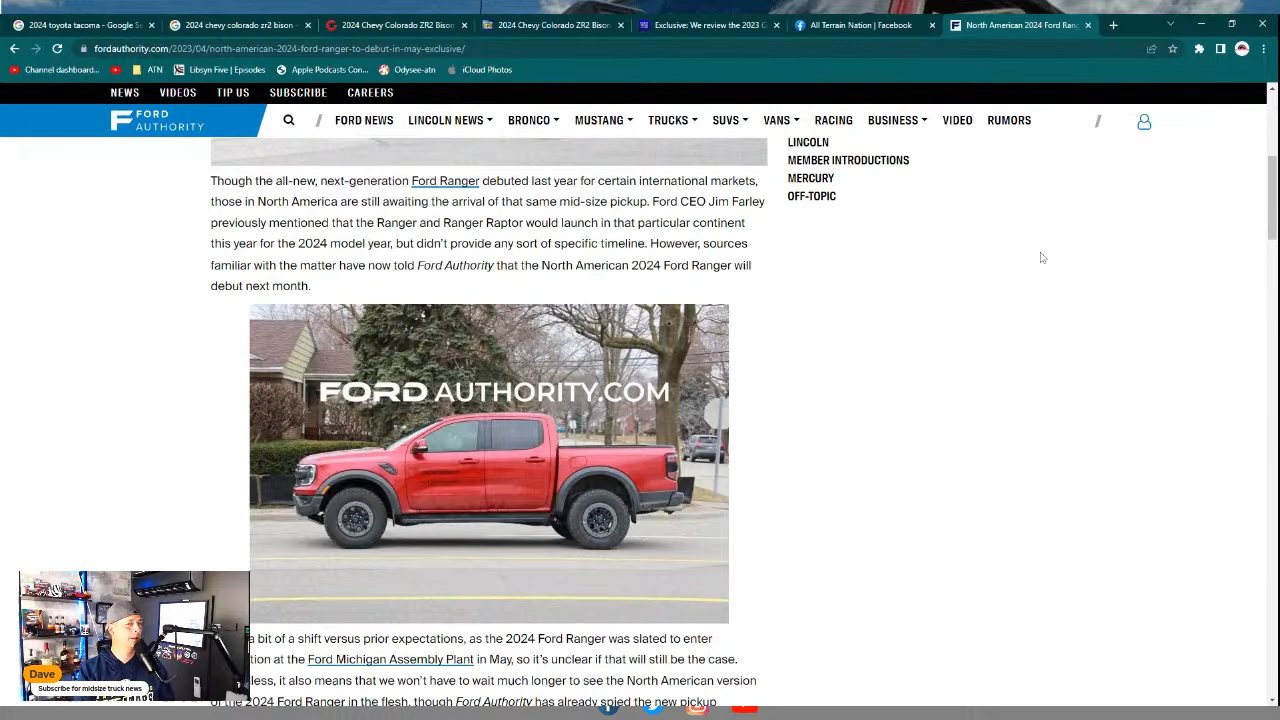 2024 toyota tacoma - Google S
2024 chevy colorado zr2 bison -
2024 Chevy Colorado ZR2 Bison
2024 Chevy Colorado ZR2 Bison
Exclusive: We review the 2023 G
All Terrain Nation | Facebook
North American 2024 Ford Rang
fordauthority.com/2023/04/north-american-2024-ford-ranger-to-debut-in-may-exclusive/
Channel dashboard...
ATN
Libsyn Five | Episodes
Apple Podcasts Con...
Odysee-atn
iCloud Photos
NEWS VIDEOS TIP US SUBSCRIBE CAREERS
FORD
AUTHORITY
FORD NEWS LINCOLN NEWS BRONCO MUSTANG TRUCKS SUVS VANS RACING BUSINESS VIDEO RUMORS
LINCOLN
MEMBER INTRODUCTIONS
MERCURY
OFF-TOPIC
Though the all-new, next-generation Ford Ranger debuted last year for certain international markets,
those in North America are still awaiting the arrival of that same mid-size pickup. Ford CEO Jim Farley
previously mentioned that the Ranger and Ranger Raptor would launch in that particular continent
this year for the 2024 model year, but didn't provide any sort of specific timeline. However, sources
familiar with the matter have now told Ford Authority that the North American 2024 Ford Ranger will
debut next month.
FORD AUTHORITY.COM
a bit of a shift versus prior expectations, as the 2024 Ford Ranger was slated to enter
tion at the Ford Michigan Assembly Plant in May, so it's unclear if that will still be the case.
less, it also means that we won't have to wait much longer to see the North American version
of the 2024 Ford Ranger in the flesh, though Ford Authority has already spied the new pickup
Dave
Subscribe for midsize truck news